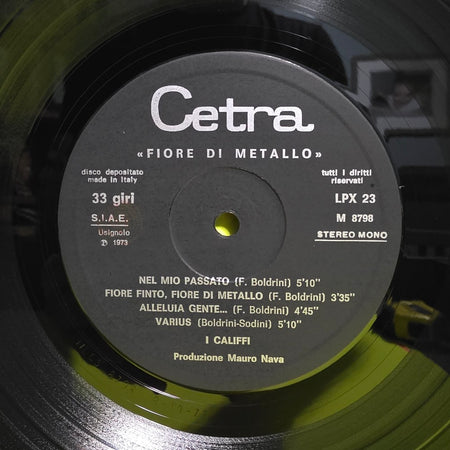 Cetra
«FIORE DI METALLO»
disco depositato
made in Italy
tutti i diritti
riservati
33 giri
LPX 23
S.I.A.E.
M 8798
Usignolo
STEREO MONO
℗ 1973
NEL MIO PASSATO (F. Boldrini) 5'10"
FIORE FINTO, FIORE DI METALLO (F. Boldrini) 3'35"
ALLELUIA GENTE... (F. Boldrini) 4'45"
VARIUS (Boldrini-Sodini) 5'10"
I CALIFFI
Produzione Mauro Nava